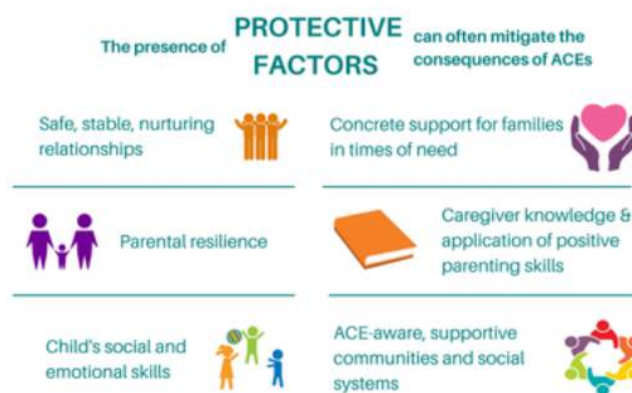 The presence of PROTECTIVE FACTORS can often mitigate the
consequences of ACEs
Safe, stable, nurturing
relationships
Concrete support for families
in times of need
Parental resilience
Caregiver knowledge &
application of positive
parenting skills
Child's social and
emotional skills
ACE-aware, supportive
communities and social
systems